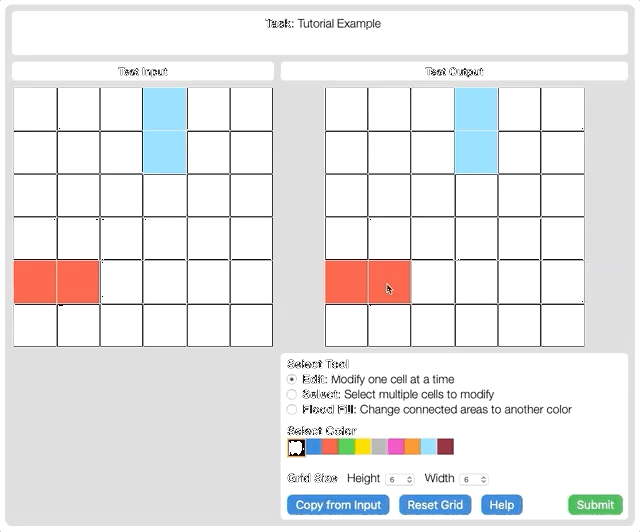 Task: Tutorial Example
Test Input
Test Output
Select Tool
Edit: Modify one cell at a time
Select: Select multiple cells to modify
Flood Fill: Change connected areas to another color
Select Color
Grid Size Height 6 Width 6
Copy from Input Reset Grid Help Submit